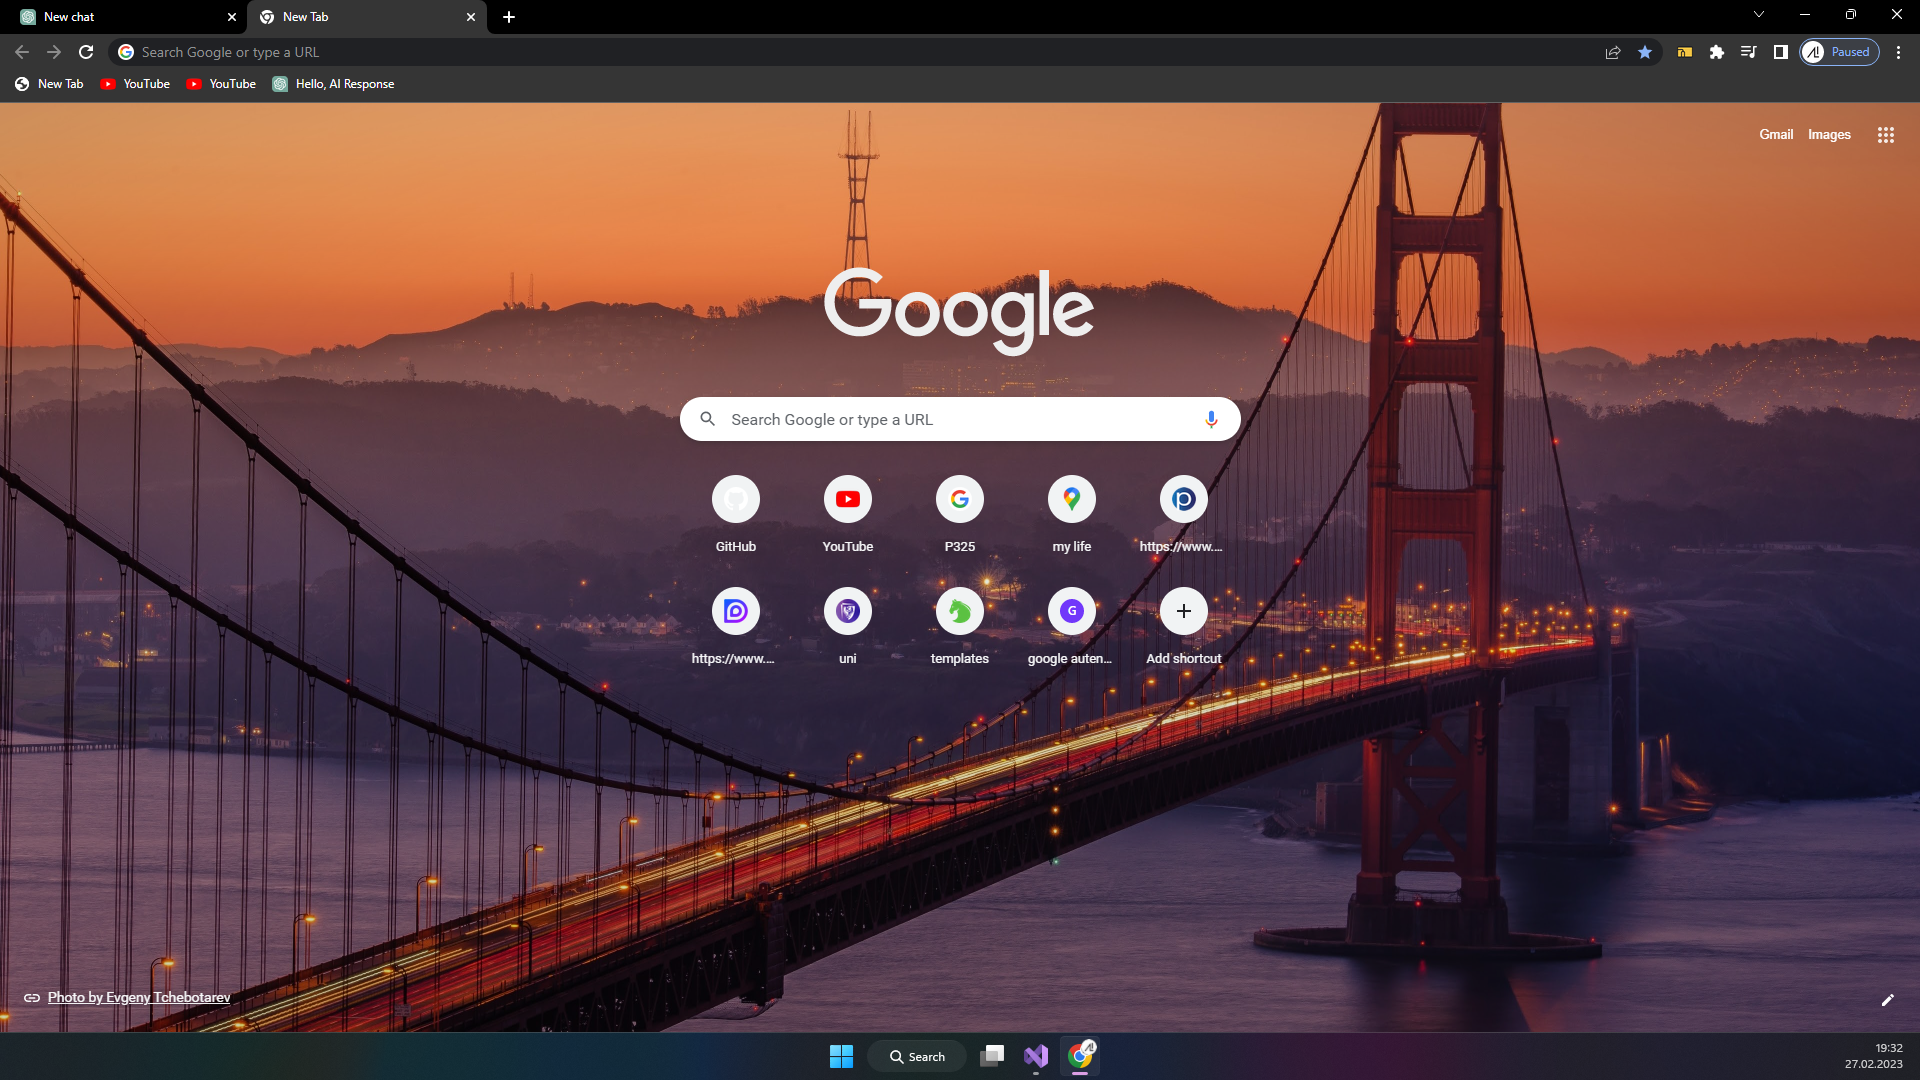 New chat
New Tab
Search Google or type a URL
Paused
New Tab
YouTube
YouTube
Hello, AI Response
Gmail
Images
Google
Search Google or type a URL
GitHub
YouTube
P325
my life
https://www....
https://www....
uni
templates
google auten...
Add shortcut
Photo by Evgeny Tchebotarev
Search
19:32
27.02.2023